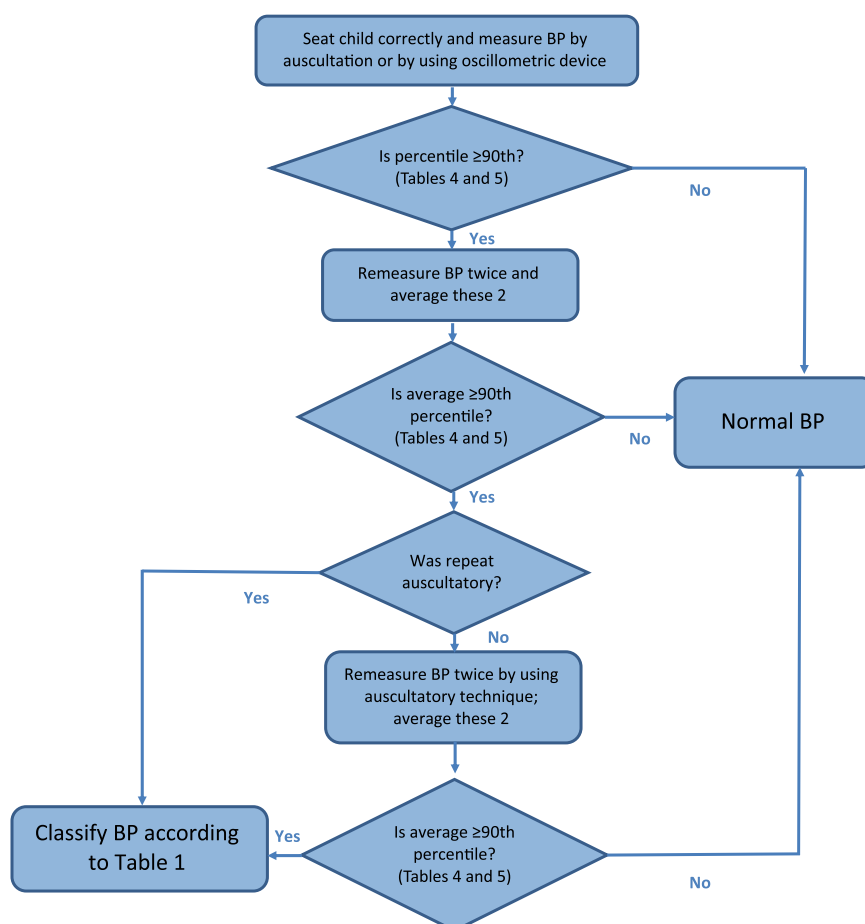 Seat child correctly and measure BP by
auscultation or by using oscillometric device
Is percentile ≥90th?
(Tables 4 and 5)
No
Yes
Remeasure BP twice and
average these 2
Is average ≥90th
percentile?
(Tables 4 and 5)
No
Normal BP
Yes
Was repeat
auscultatory?
Yes
No
Remeasure BP twice by using
auscultatory technique;
average these 2
Is average ≥90th
percentile?
(Tables 4 and 5)
Yes
Classify BP according
to Table 1
No